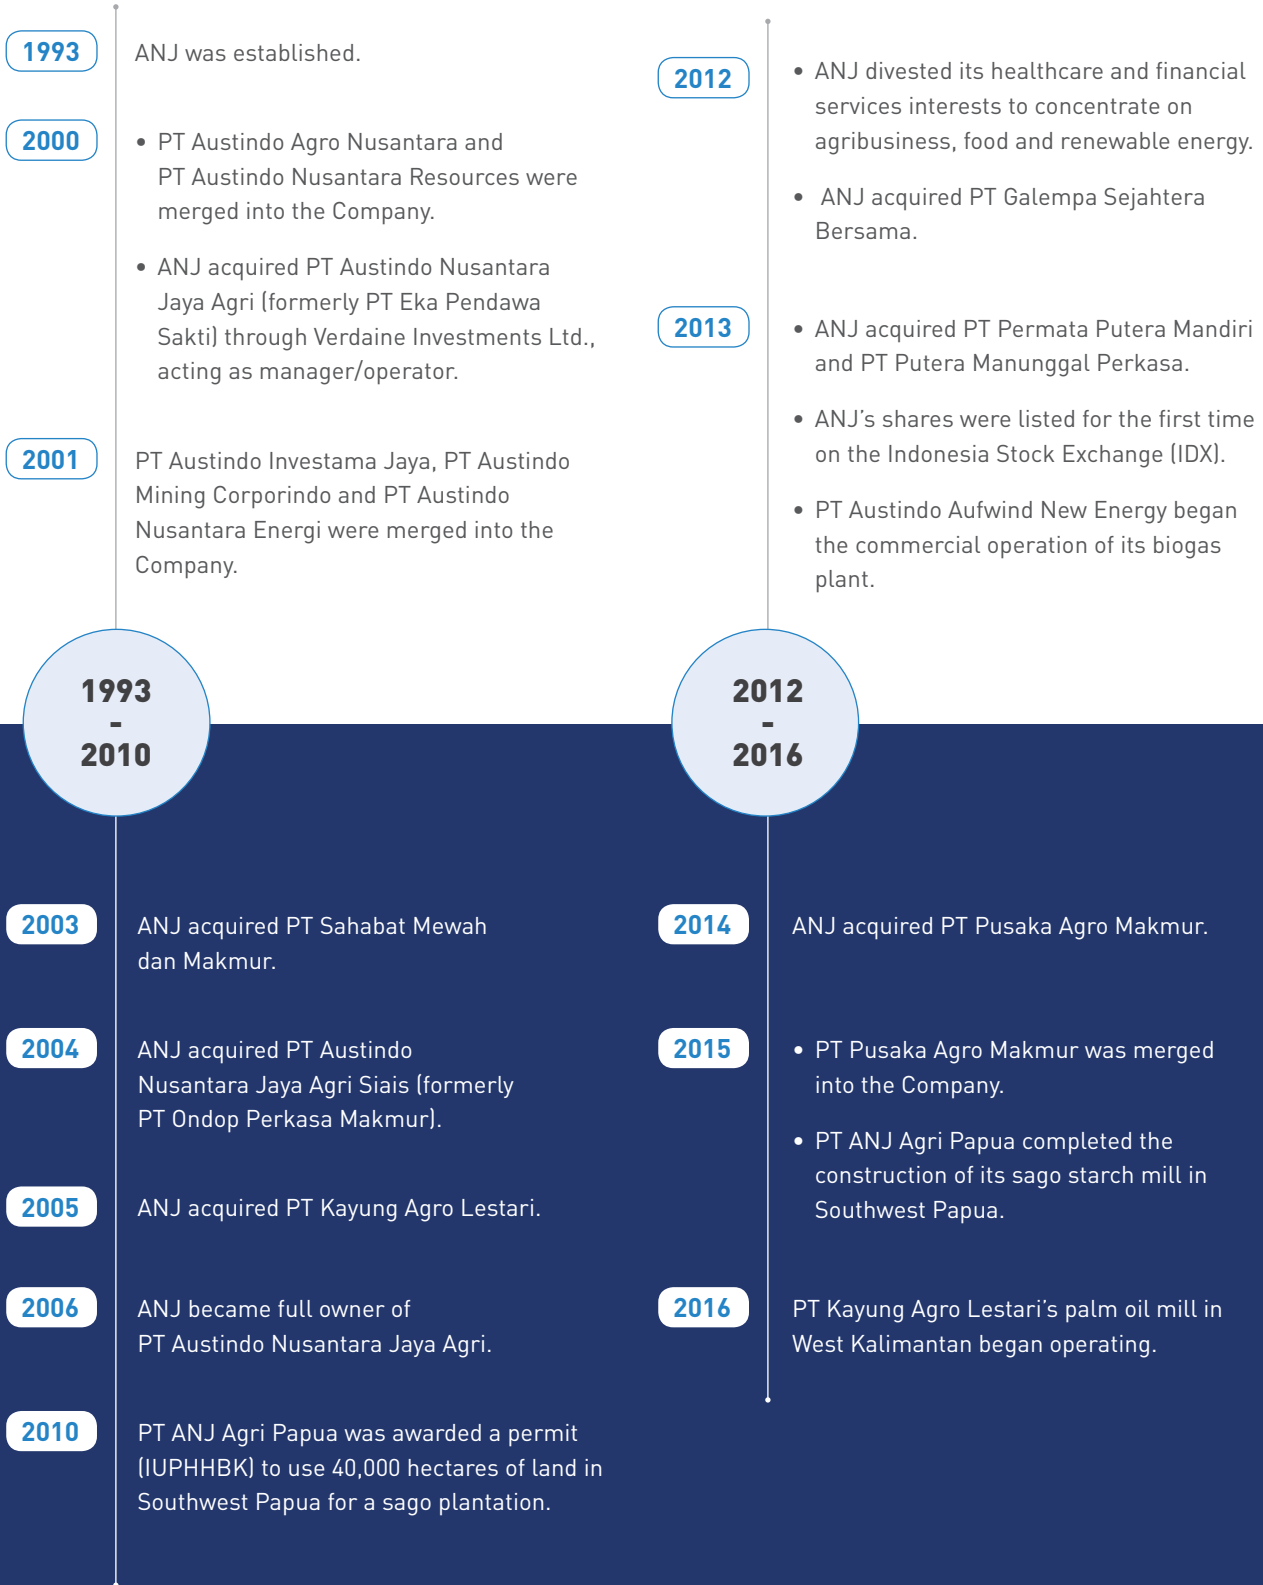 1993
ANJ was established.
2000
• PT Austindo Agro Nusantara and
PT Austindo Nusantara Resources were
merged into the Company.
• ANJ acquired PT Austindo Nusantara
Jaya Agri (formerly PT Eka Pendawa
Sakti) through Verdaine Investments Ltd.,
acting as manager/operator.
2001
PT Austindo Investama Jaya, PT Austindo
Mining Corporindo and PT Austindo
Nusantara Energi were merged into the
Company.
1993
-
2010
2003
ANJ acquired PT Sahabat Mewah
dan Makmur.
2004
ANJ acquired PT Austindo
Nusantara Jaya Agri Siais (formerly
PT Ondop Perkasa Makmur).
2005
ANJ acquired PT Kayung Agro Lestari.
2006
ANJ became full owner of
PT Austindo Nusantara Jaya Agri.
2010
PT ANJ Agri Papua was awarded a permit
(IUPHHBK) to use 40,000 hectares of land in
Southwest Papua for a sago plantation.
2012
• ANJ divested its healthcare and financial
services interests to concentrate on
agribusiness, food and renewable energy.
• ANJ acquired PT Galempa Sejahtera
Bersama.
2013
• ANJ acquired PT Permata Putera Mandiri
and PT Putera Manunggal Perkasa.
• ANJ’s shares were listed for the first time
on the Indonesia Stock Exchange (IDX).
• PT Austindo Aufwind New Energy began
the commercial operation of its biogas
plant.
2012
-
2016
2014
ANJ acquired PT Pusaka Agro Makmur.
2015
• PT Pusaka Agro Makmur was merged
into the Company.
• PT ANJ Agri Papua completed the
construction of its sago starch mill in
Southwest Papua.
2016
PT Kayung Agro Lestari’s palm oil mill in
West Kalimantan began operating.